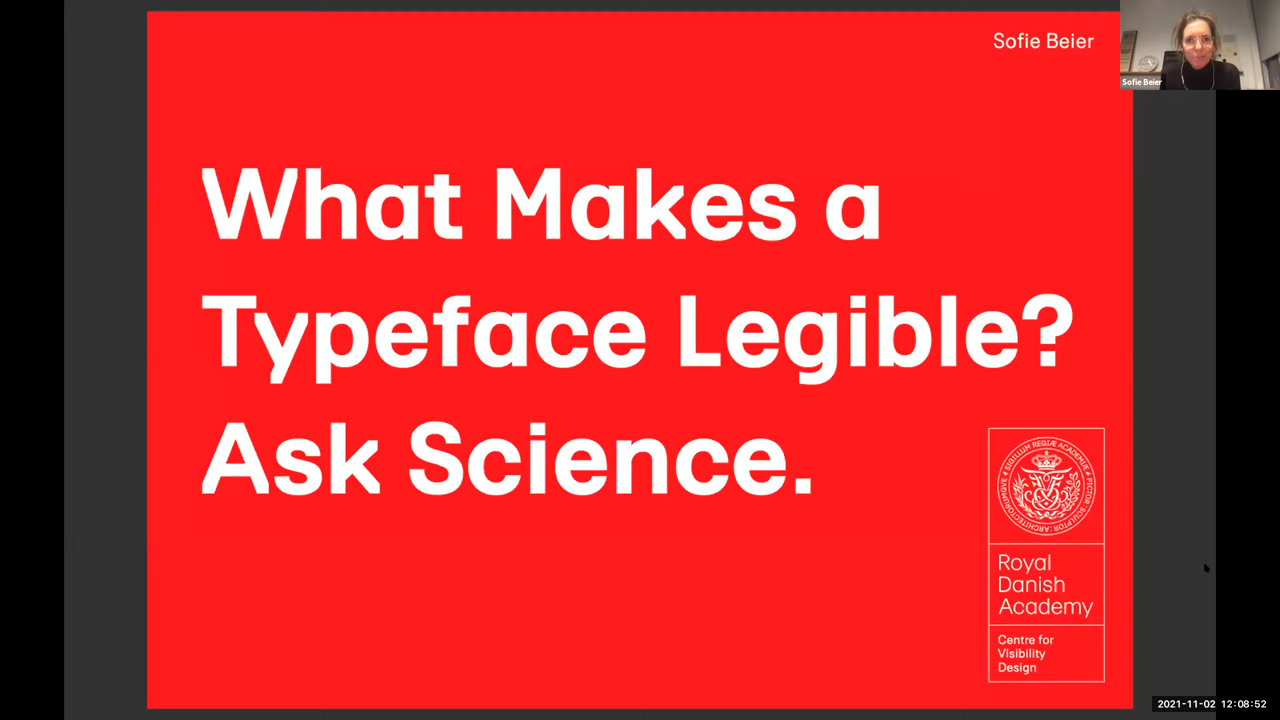 Sofie Beier
Sofie Beier
What Makes a
Typeface Legible?
Ask Science.
Royal
Danish
Academy
Centre for
Visibility
Design
2021-11-02 12:08:52